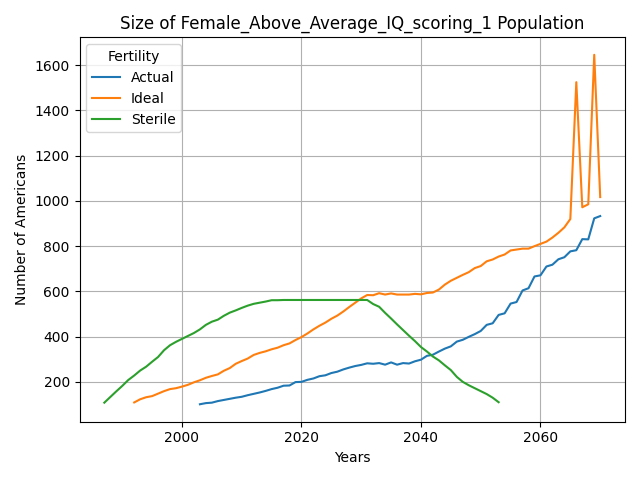 Size of Female_Above_Average_IQ_scoring_1 Population
Fertility
Actual
Ideal
Sterile
Number of Americans
1600
1400
1200
1000
800
600
400
200
2000 2020 2040 2060
Years